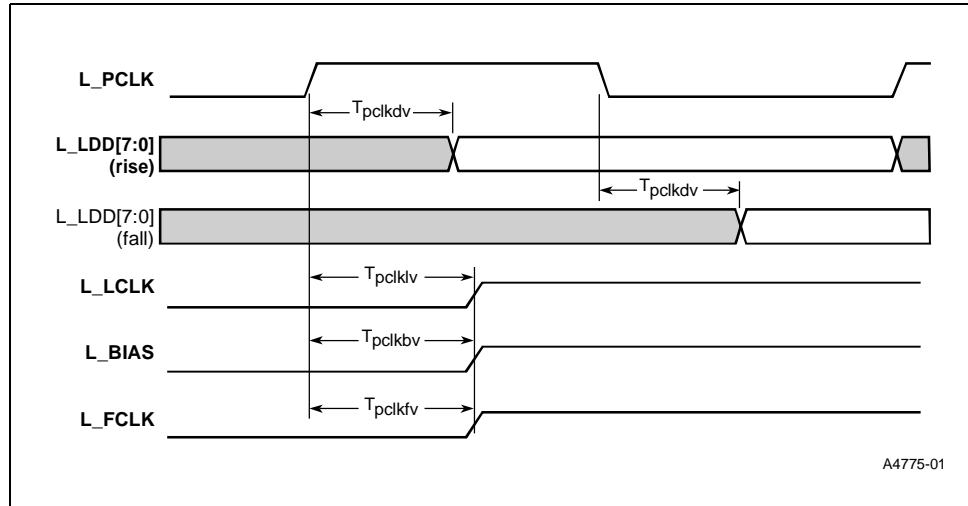 L_PCLK
Tpclkdv
L_LDD[7:0]
(rise)
Tpclkdv
L_LDD[7:0]
(fall)
Tpclklv
L_LCLK
Tpclkbv
L_BIAS
Tpclkfv
L_FCLK
A4775-01